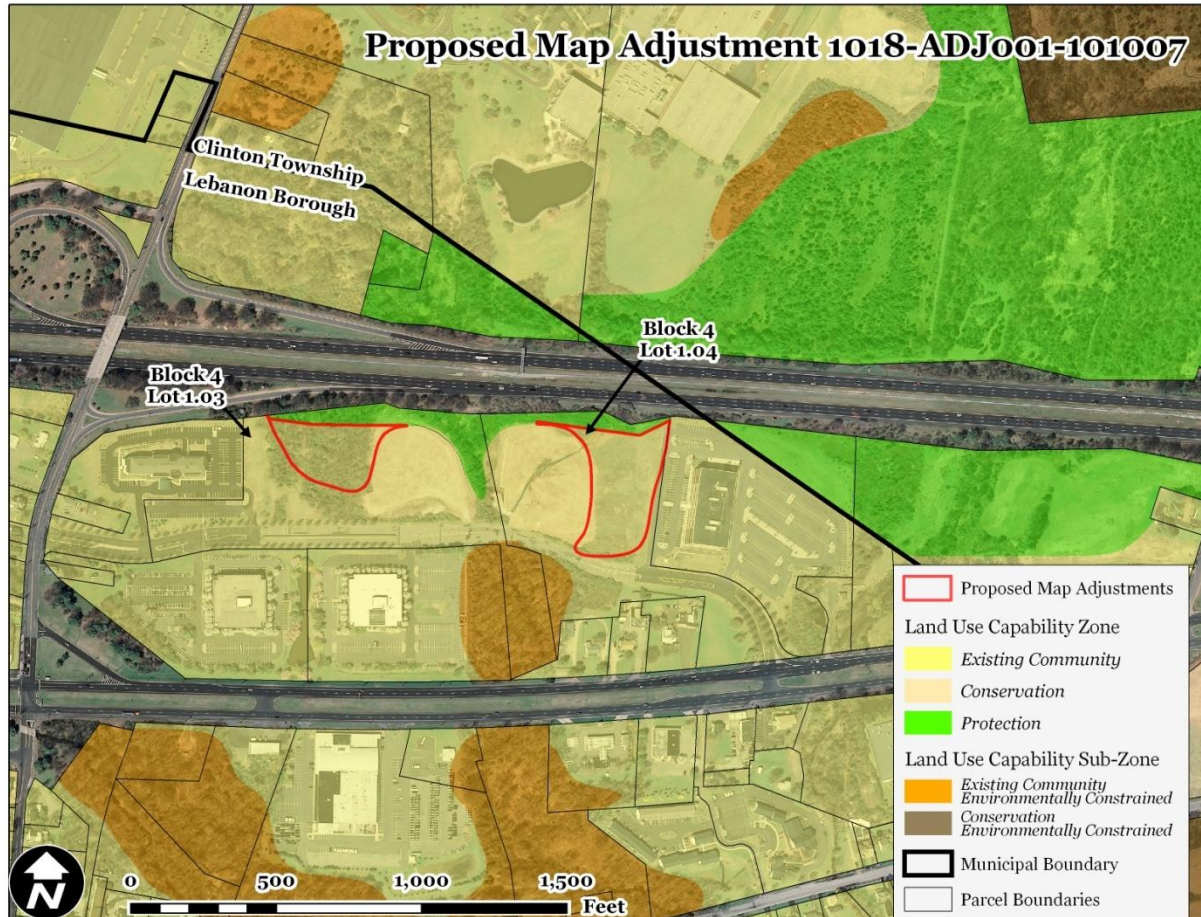 Proposed Map Adjustment 1018-ADJ001-101007
Clinton Township
Lebanon Borough
Block 4
Lot 1.04
Block 4
Lot 1.03
Proposed Map Adjustments
Land Use Capability Zone
Existing Community
Conservation
Protection
Land Use Capability Sub-Zone
Existing Community
Environmentally Constrained
Conservation
Environmentally Constrained
Municipal Boundary
Parcel Boundaries
N
0 500 1,000 1,500
Feet